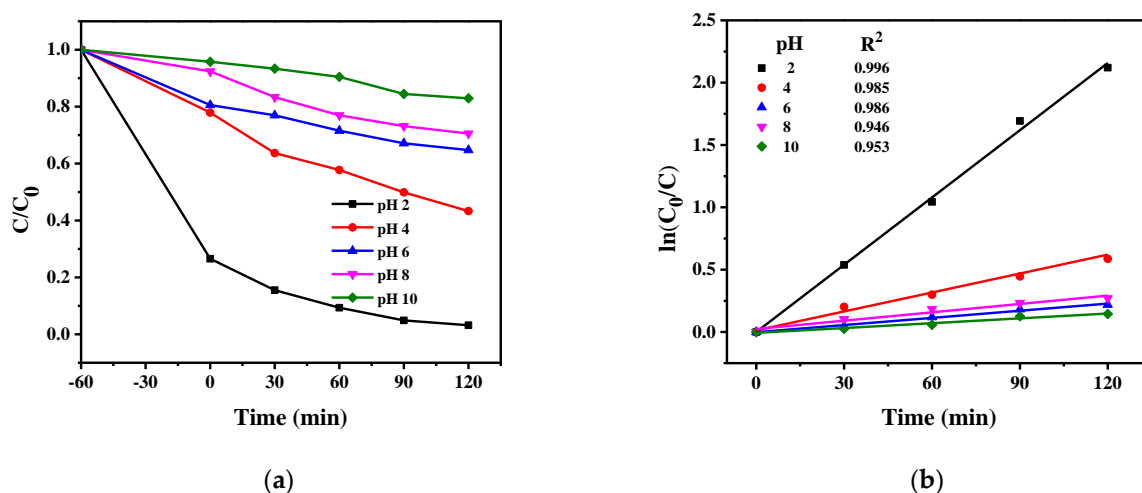 C/C0
1.0
0.8
0.6
0.4
0.2
0.0
pH 2
pH 4
pH 6
pH 8
pH 10
-60 -30 0 30 60 90 120
Time (min)
(a)
ln(C0/C)
2.5
2.0
1.5
1.0
0.5
0.0
pH R2
2 0.996
4 0.985
6 0.986
8 0.946
10 0.953
0 30 60 90 120
Time (min)
(b)